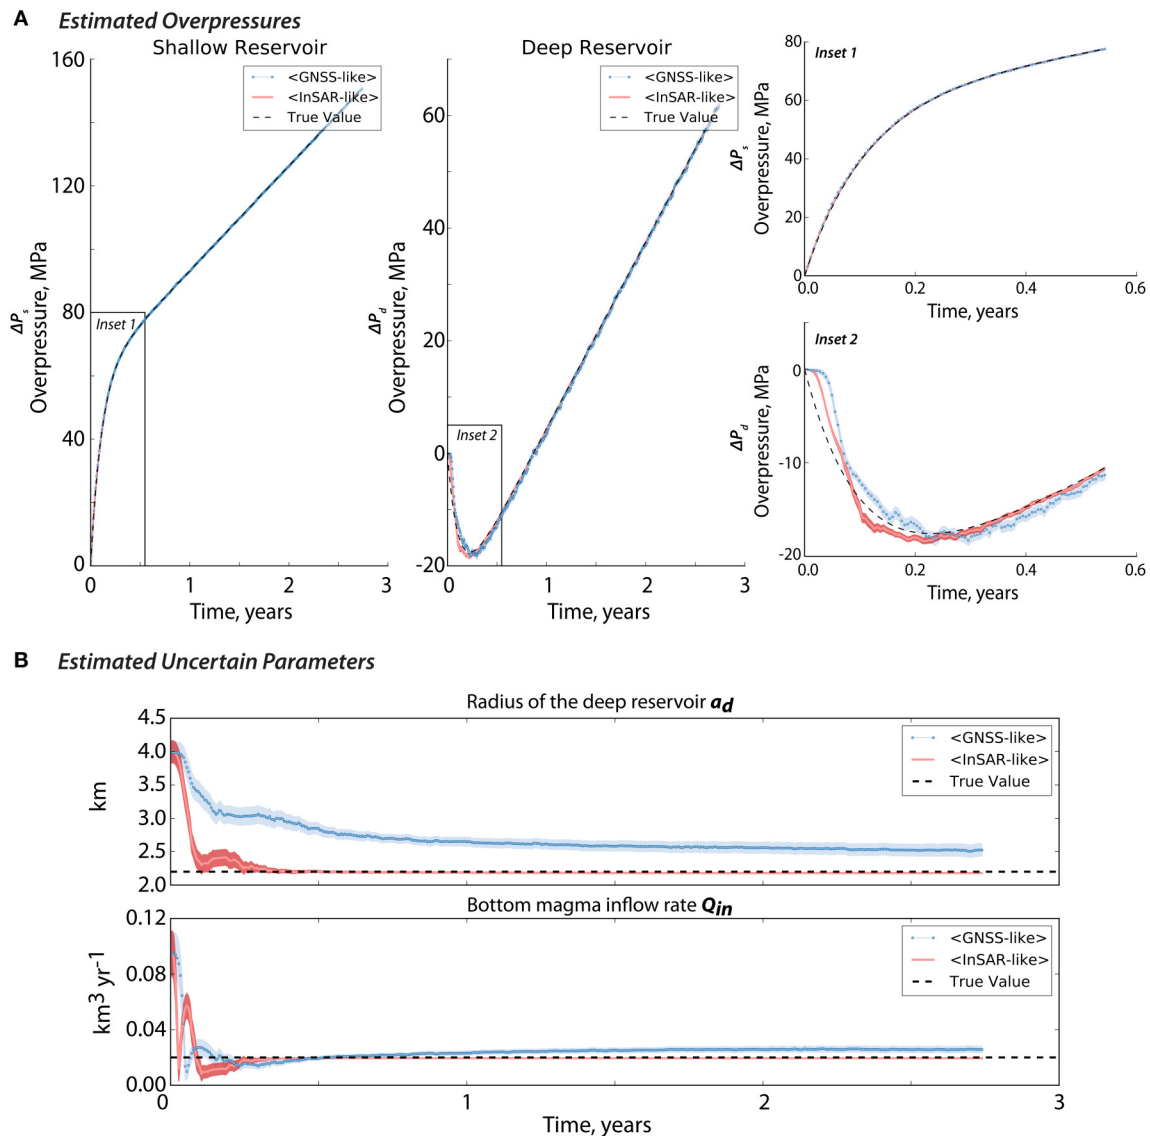 A Estimated Overpressures
Shallow Reservoir
160
120
80
40
0
0 1 2 3
ΔPs
Overpressure, MPa
Time, years
<GNSS-like>
<InSAR-like>
True Value
Inset 1
Deep Reservoir
60
40
20
0
-20
0 1 2 3
ΔPd
Overpressure, MPa
Time, years
<GNSS-like>
<InSAR-like>
True Value
Inset 2
Inset 1
80
60
40
20
0
0.0 0.2 0.4 0.6
ΔPs
Overpressure, MPa
Time, years
Inset 2
0
-10
-20
0.0 0.2 0.4 0.6
ΔPd
Overpressure, MPa
Time, years
B Estimated Uncertain Parameters
Radius of the deep reservoir ad
4.5
4.0
3.5
3.0
2.5
2.0
km
<GNSS-like>
<InSAR-like>
True Value
Bottom magma inflow rate Qin
0.12
0.08
0.04
0.00
km3 yr-1
<GNSS-like>
<InSAR-like>
True Value
0 1 2 3
Time, years